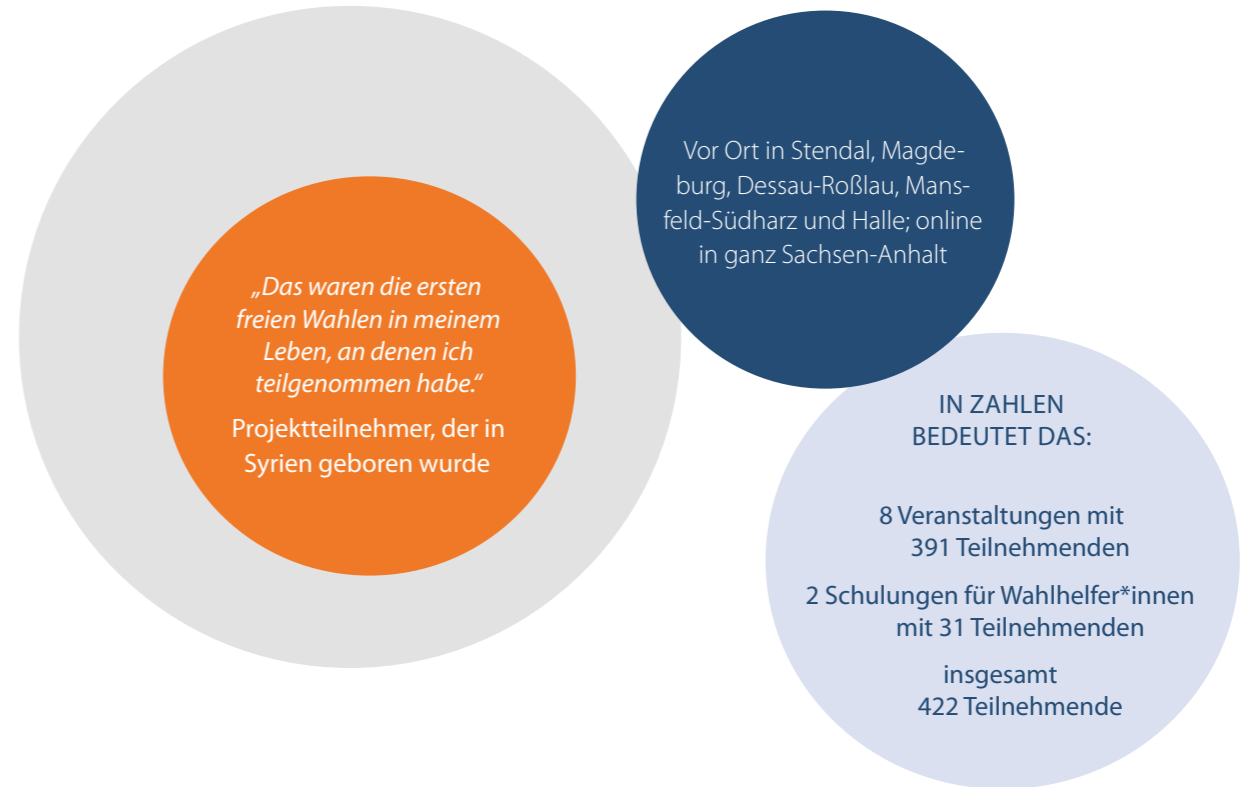 „Das waren die ersten
freien Wahlen in meinem
Leben, an denen ich
teilgenommen habe.“
Projektteilnehmer, der in
Syrien geboren wurde
Vor Ort in Stendal, Magde-
burg, Dessau-Roßlau, Mans-
feld-Südharz und Halle; online
in ganz Sachsen-Anhalt
IN ZAHLEN
BEDEUTET DAS:
8 Veranstaltungen mit
391 Teilnehmenden
2 Schulungen für Wahlhelfer*innen
mit 31 Teilnehmenden
insgesamt
422 Teilnehmende